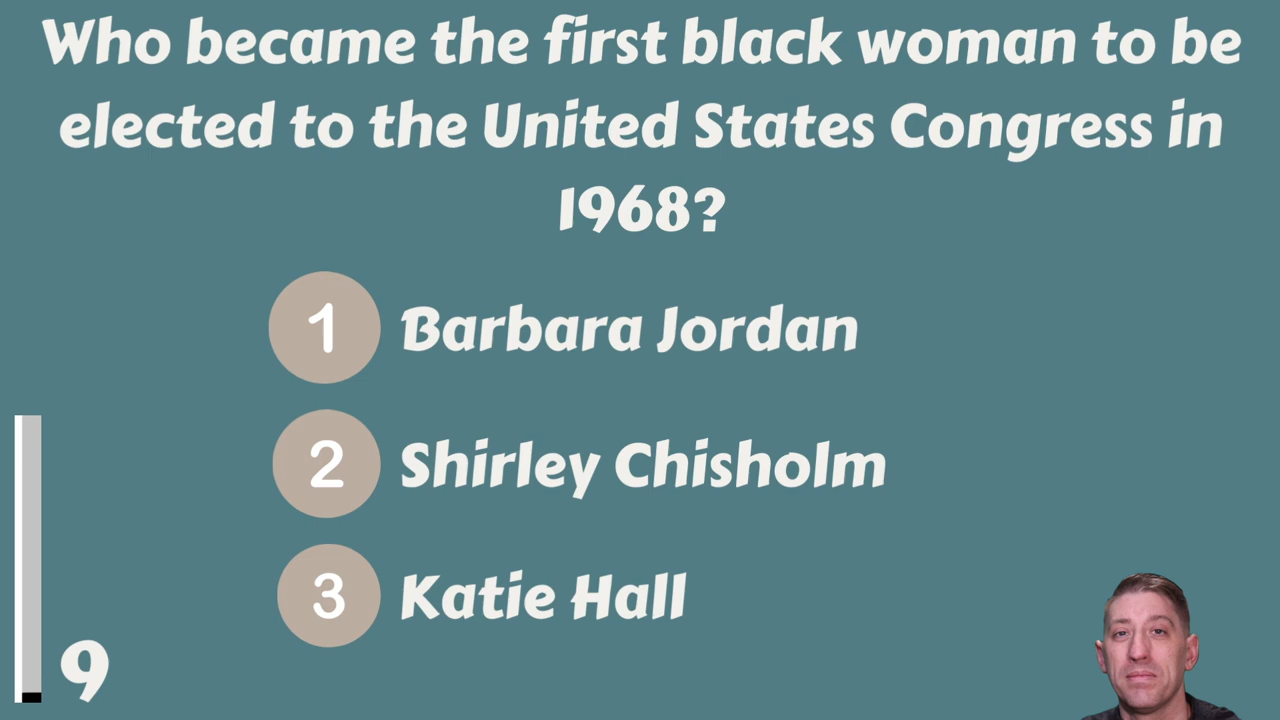 Who became the first black woman to be
elected to the United States Congress in
1968?
1 Barbara Jordan
2 Shirley Chisholm
3 Katie Hall
9